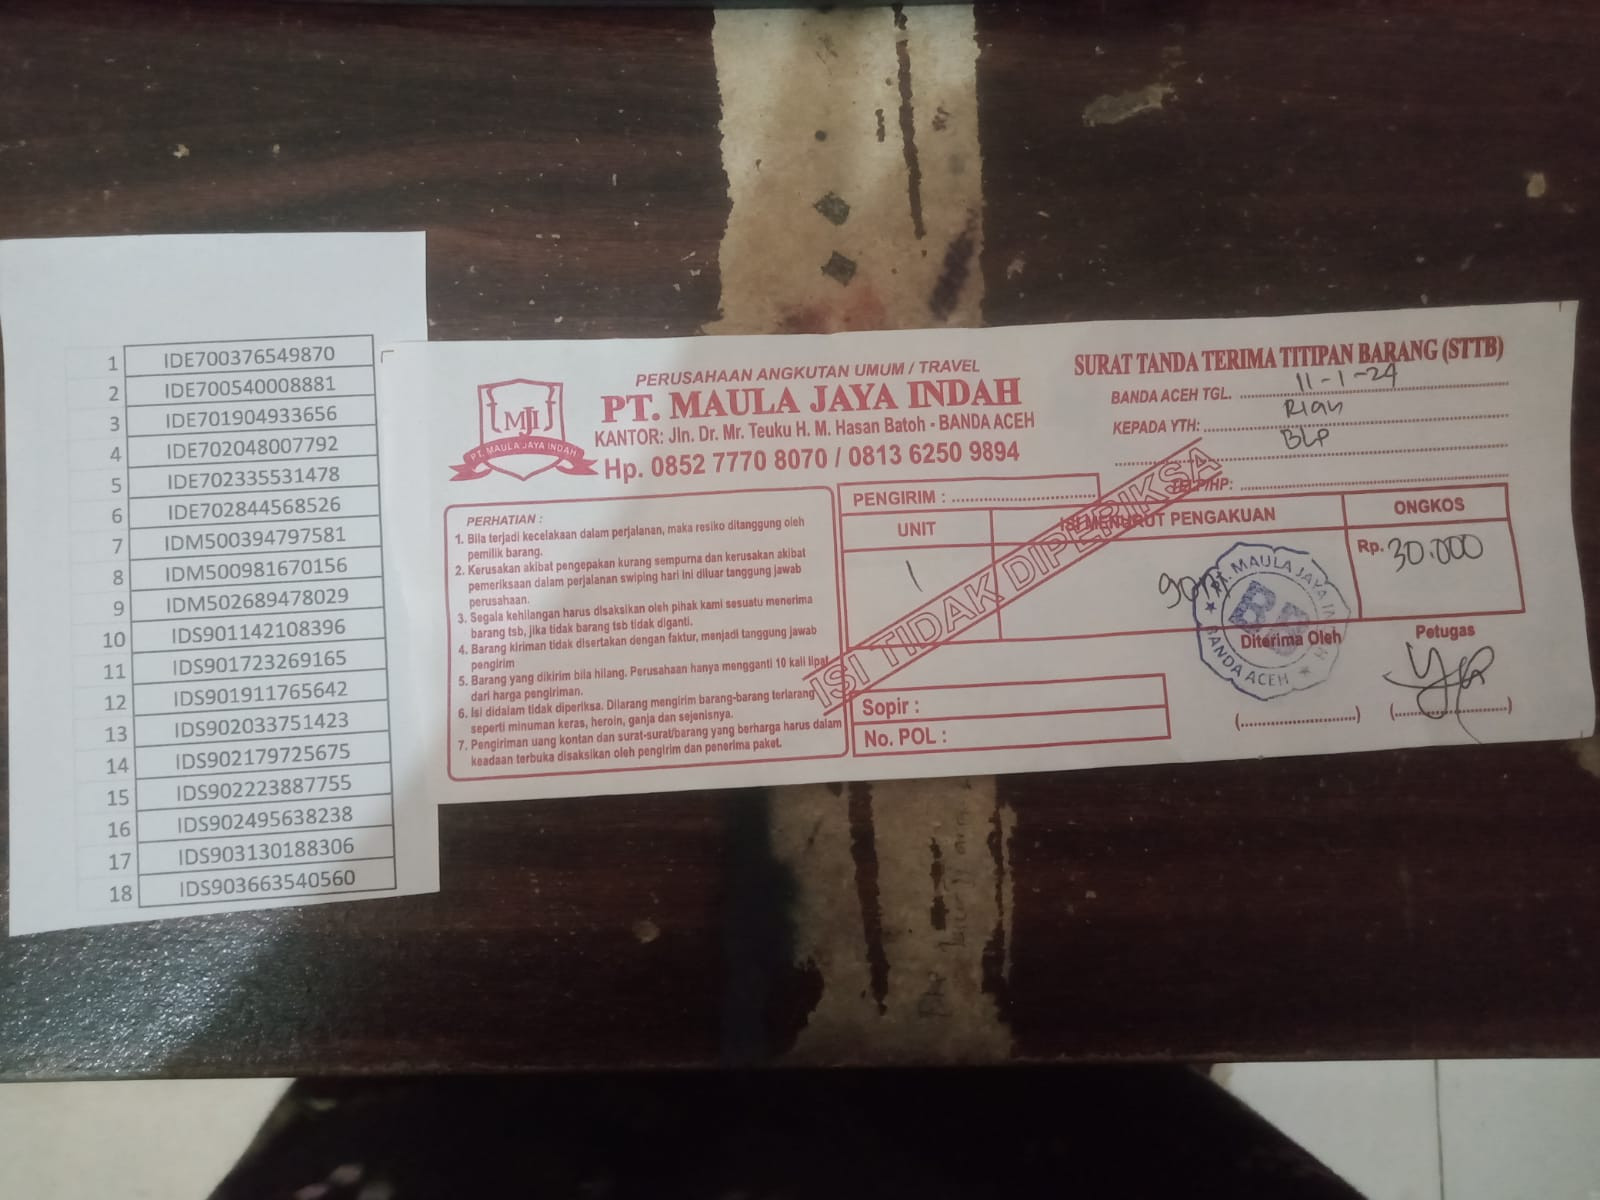 1 IDE700376549870
2 IDE700540008881
3 IDE701904933656
4 IDE702048007792
5 IDE702335531478
6 IDE702844568526
7 IDM500394797581
8 IDM500981670156
9 IDM502689478029
10 IDS901142108396
11 IDS901723269165
12 IDS901911765642
13 IDS902033751423
14 IDS902179725675
15 IDS902223887755
16 IDS902495638238
17 IDS903130188306
18 IDS903663540560
MJI
PT. MAULA JAYA INDAH
PERUSAHAAN ANGKUTAN UMUM / TRAVEL
PT. MAULA JAYA INDAH
KANTOR: Jln. Dr. Mr. Teuku H. M. Hasan Batoh - BANDA ACEH
Hp. 0852 7770 8070 / 0813 6250 9894
SURAT TANDA TERIMA TITIPAN BARANG (STTB)
BANDA ACEH TGL. 11-1-24
KEPADA YTH: Rian
BLP
TELP/HP:
PERHATIAN :
1. Bila terjadi kecelakaan dalam perjalanan, maka resiko ditanggung oleh
pemilik barang.
2. Kerusakan akibat pengepakan kurang sempurna dan kerusakan akibat
pemeriksaan dalam perjalanan swiping hari ini diluar tanggung jawab
perusahaan.
3. Segala kehilangan harus disaksikan oleh pihak kami sesuatu menerima
barang tsb, jika tidak barang tsb tidak diganti.
4. Barang kiriman tidak disertakan dengan faktur, menjadi tanggung jawab
pengirim
5. Barang yang dikirim bila hilang. Perusahaan hanya mengganti 10 kali lipat
dari harga pengiriman.
6. Isi didalam tidak diperiksa. Dilarang mengirim barang-barang terlarang
seperti minuman keras, heroin, ganja dan sejenisnya.
7. Pengiriman uang kontan dan surat-surat/barang yang berharga harus dalam
keadaan terbuka disaksikan oleh pengirim dan penerima paket.
PENGIRIM :
UNIT
ISI MENURUT PENGAKUAN
ONGKOS
1
goni
Rp. 30.000
ISI TIDAK DIPERIKSA
PT. MAULA JAYA INDAH
BANDA ACEH
Sopir :
No. POL :
Diterima Oleh
Petugas